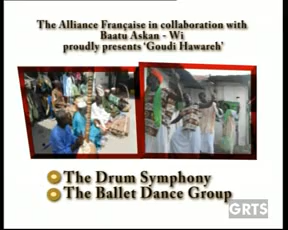 The Alliance Française in collaboration with
Baatu Askan - Wi
proudly presents 'Goudi Hawareh'
The Drum Symphony
The Ballet Dance Group
GRTS